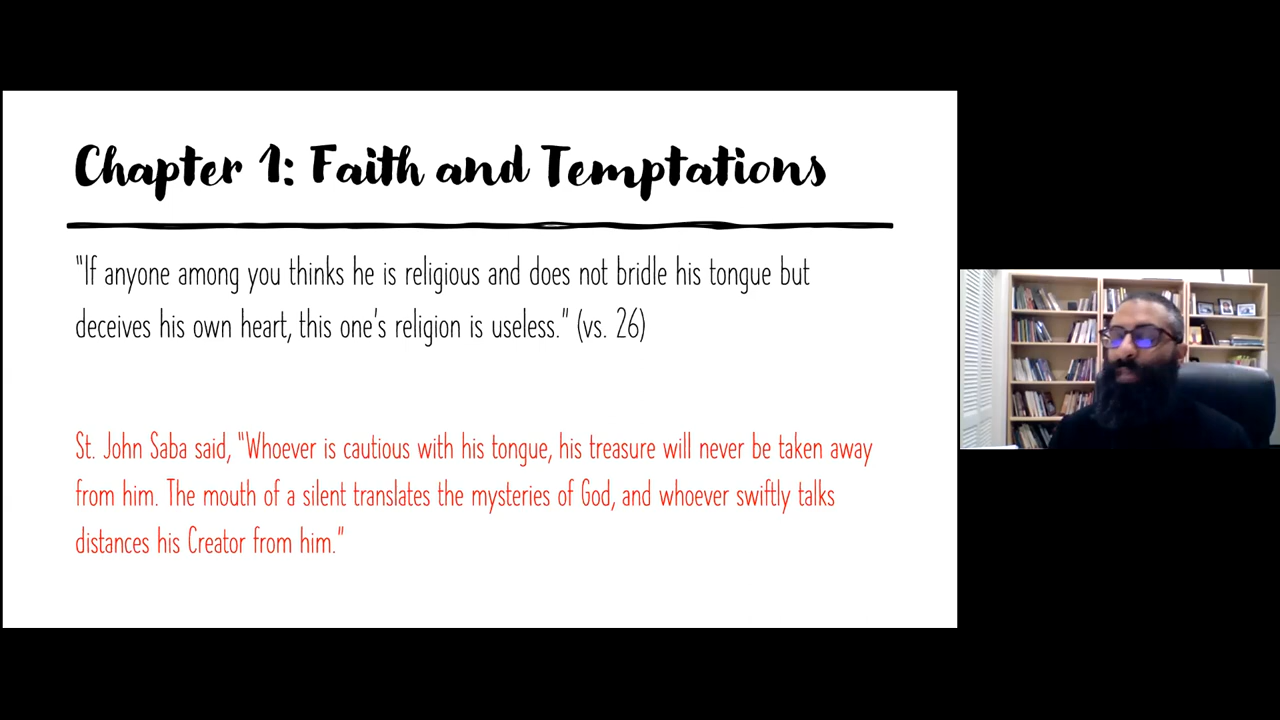 Chapter 1: Faith and Temptations
"If anyone among you thinks he is religious and does not bridle his tongue but
deceives his own heart, this one's religion is useless." (vs. 26)
St. John Saba said, "Whoever is cautious with his tongue, his treasure will never be taken away
from him. The mouth of a silent translates the mysteries of God, and whoever swiftly talks
distances his Creator from him."